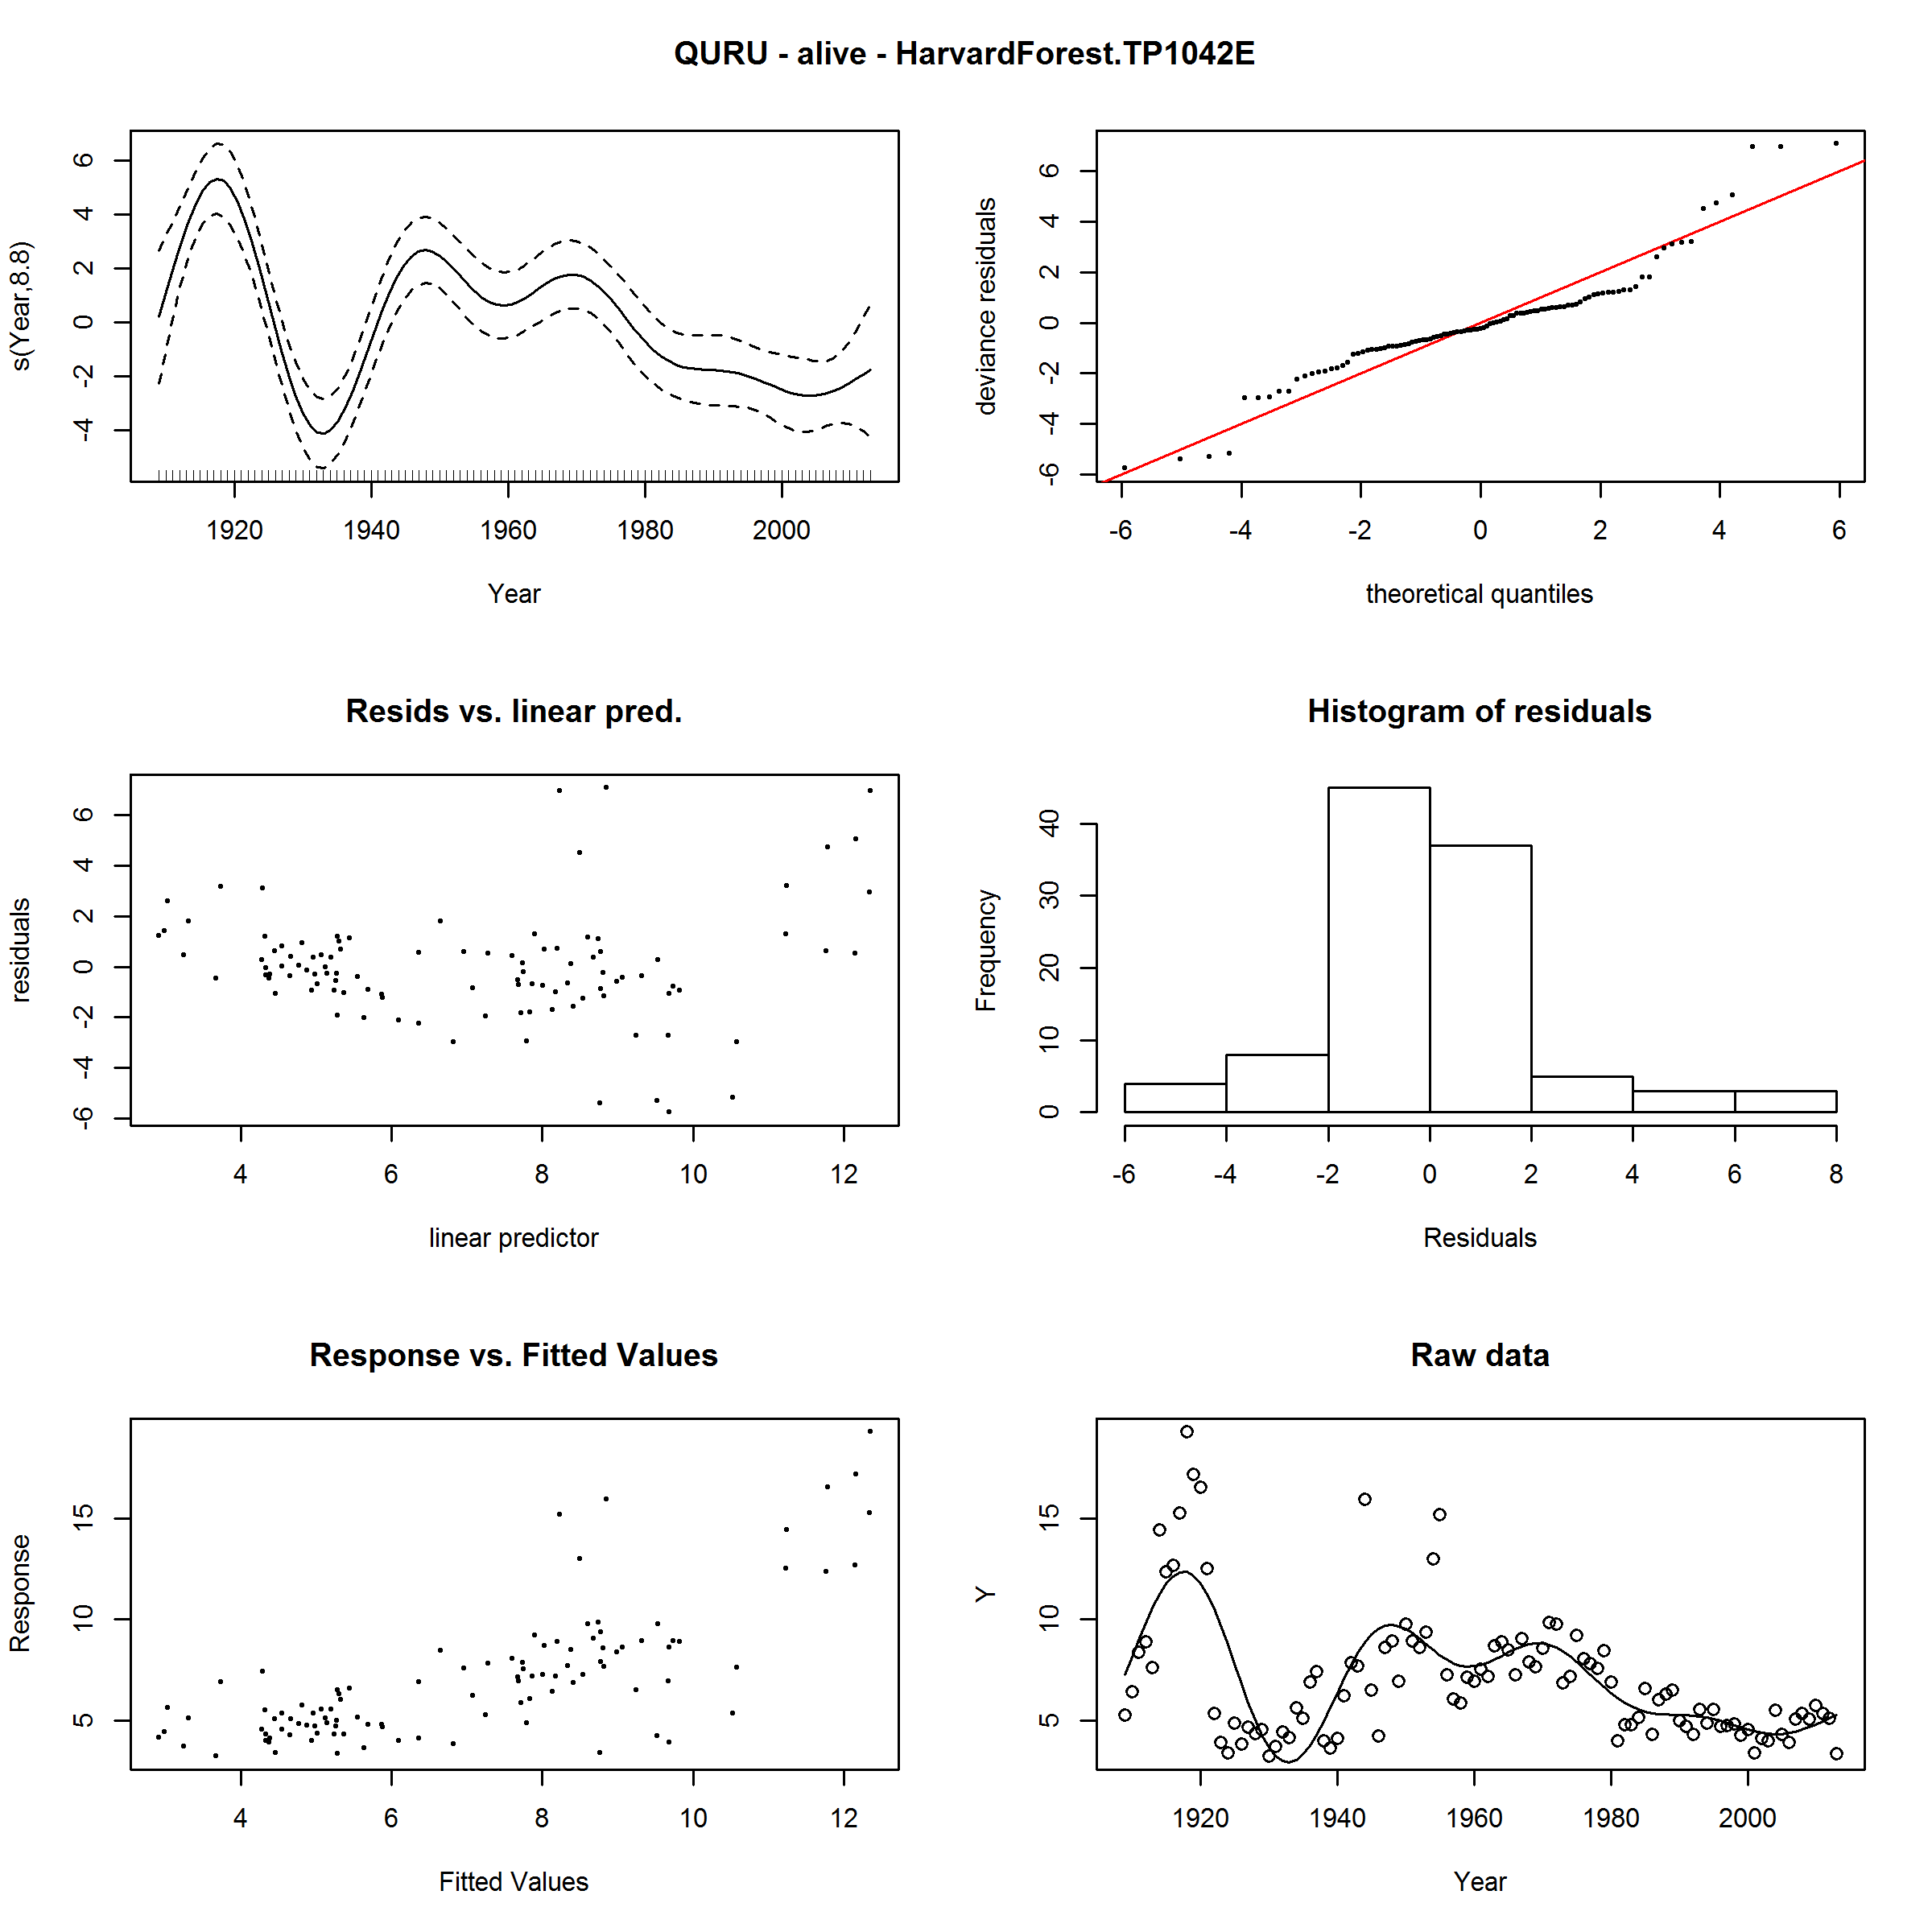 QURU - alive - HarvardForest.TP1042E
s(Year,8.8)
6
4
2
0
-2
-4
1920 1940 1960 1980 2000
Year
deviance residuals
6
4
2
0
-2
-4
-6
-6 -4 -2 0 2 4 6
theoretical quantiles
Resids vs. linear pred.
residuals
6
4
2
0
-2
-4
-6
4 6 8 10 12
linear predictor
Histogram of residuals
Frequency
40
30
20
10
0
-6 -4 -2 0 2 4 6 8
Residuals
Response vs. Fitted Values
Response
15
10
5
4 6 8 10 12
Fitted Values
Raw data
Y
15
10
5
1920 1940 1960 1980 2000
Year